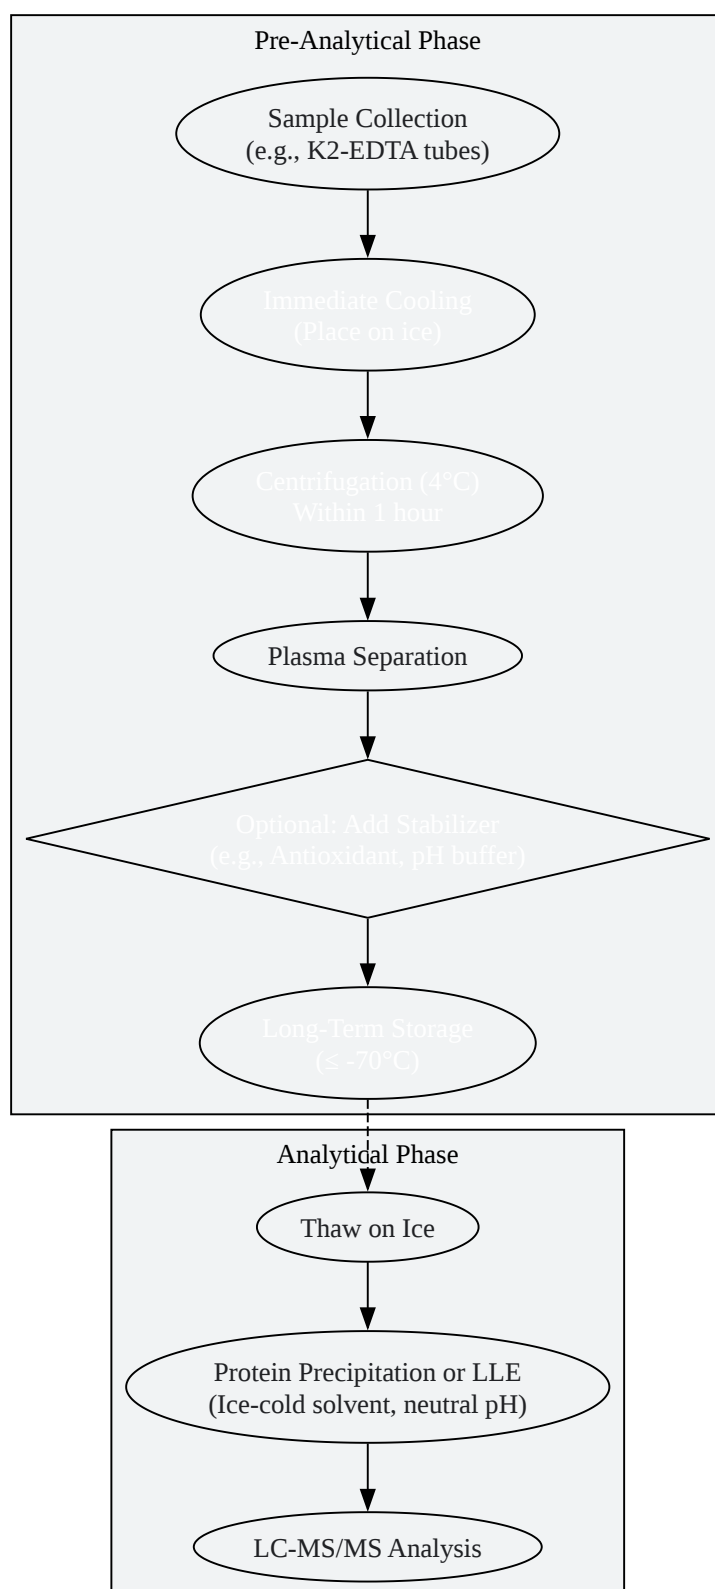 Pre-Analytical Phase
Sample Collection
(e.g., K2-EDTA tubes)
Immediate Cooling
(Place on ice)
Centrifugation (4°C)
Within 1 hour
Plasma Separation
Optional: Add Stabilizer
(e.g., Antioxidant, pH buffer)
Long-Term Storage
(≤ -70°C)
Analytical Phase
Thaw on Ice
Protein Precipitation or LLE
(Ice-cold solvent, neutral pH)
LC-MS/MS Analysis